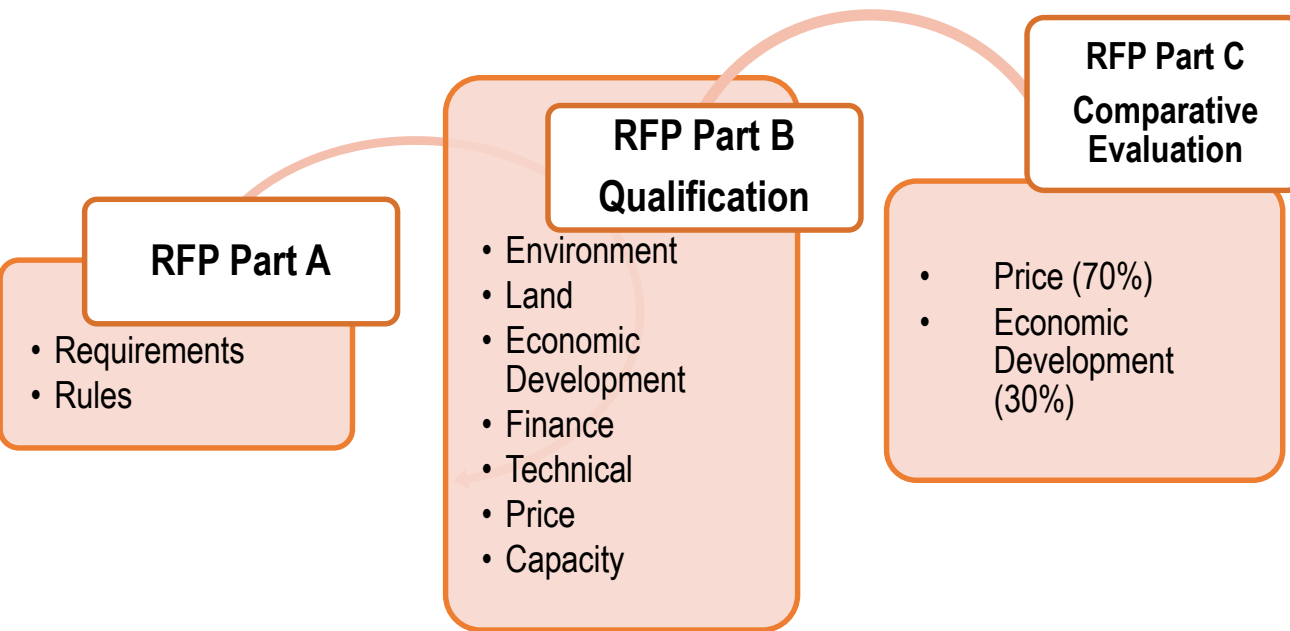 RFP Part A
• Requirements
• Rules
RFP Part B
Qualification
• Environment
• Land
• Economic
Development
• Finance
• Technical
• Price
• Capacity
RFP Part C
Comparative
Evaluation
• Price (70%)
• Economic
Development
(30%)